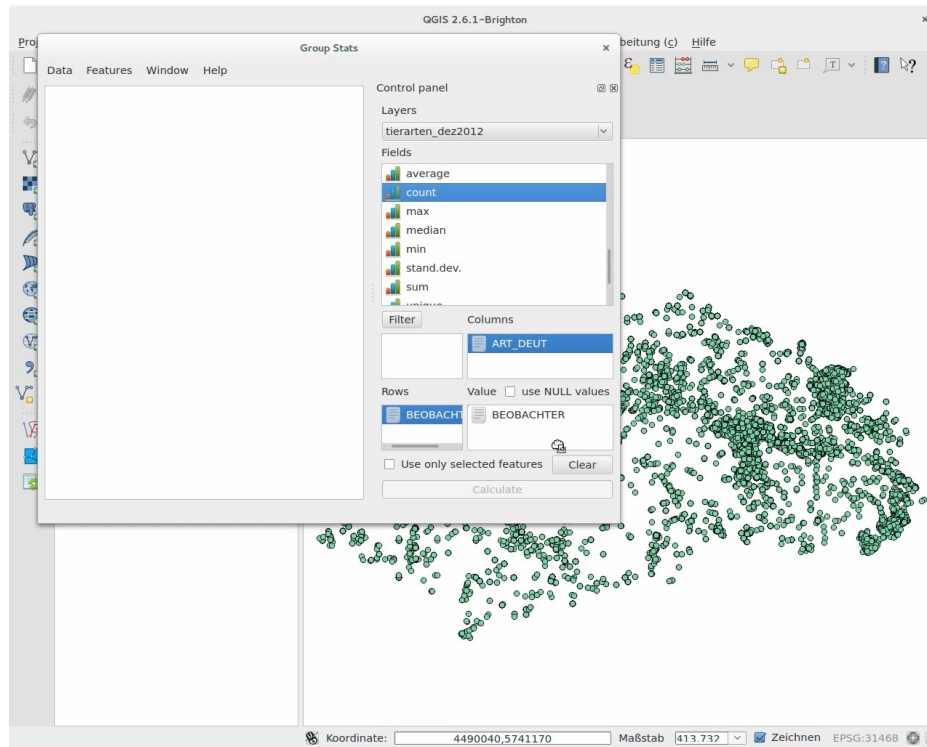 QGIS 2.6.1-Brighton
Proj
beitung (c) Hilfe
Group Stats
Data Features Window Help
Control panel
Layers
tierarten_dez2012
Fields
average
count
max
median
min
stand.dev.
sum
unique
Filter Columns
ART_DEUT
Rows Value use NULL values
BEOBACHT BEOBACHTER
Use only selected features Clear
Calculate
Koordinate: 4490040,5741170 Maßstab 413.732 Zeichnen EPSG:31468